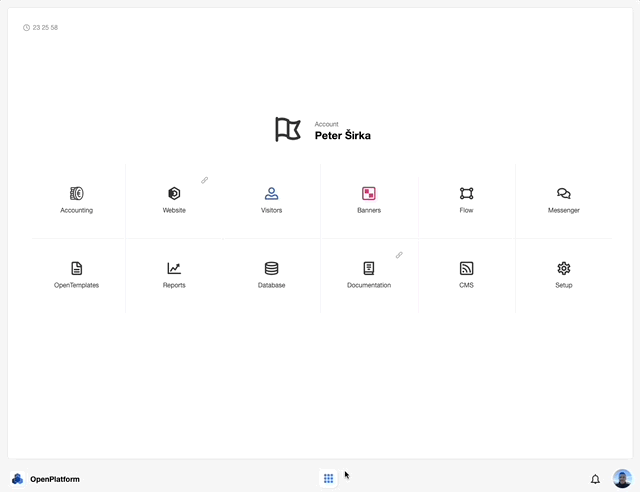 23 25 58
Account
Peter Širka
Accounting
Website
Visitors
Banners
Flow
Messenger
OpenTemplates
Reports
Database
Documentation
CMS
Setup
OpenPlatform